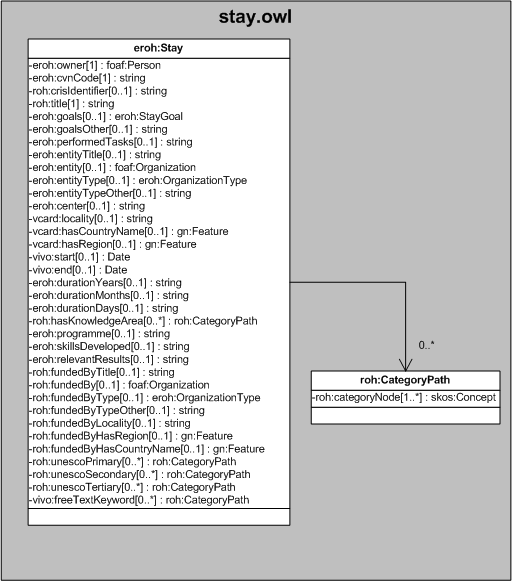 stay.owl
eroh:Stay
-eroh:owner[1] : foaf:Person
-eroh:cvnCode[1] : string
-roh:crisIdentifier[0..1] : string
-roh:title[1] : string
-eroh:goals[0..1] : eroh:StayGoal
-eroh:goalsOther[0..1] : string
-eroh:performedTasks[0..1] : string
-eroh:entityTitle[0..1] : string
-eroh:entity[0..1] : foaf:Organization
-eroh:entityType[0..1] : eroh:OrganizationType
-eroh:entityTypeOther[0..1] : string
-eroh:center[0..1] : string
-vcard:locality[0..1] : string
-vcard:hasCountryName[0..1] : gn:Feature
-vcard:hasRegion[0..1] : gn:Feature
-vivo:start[0..1] : Date
-vivo:end[0..1] : Date
-eroh:durationYears[0..1] : string
-eroh:durationMonths[0..1] : string
-eroh:durationDays[0..1] : string
-roh:hasKnowledgeArea[0..*] : roh:CategoryPath
-eroh:programme[0..1] : string
-eroh:skillsDeveloped[0..1] : string
-eroh:relevantResults[0..1] : string
-roh:fundedByTitle[0..1] : string
-roh:fundedBy[0..1] : foaf:Organization
-roh:fundedByType[0..1] : eroh:OrganizationType
-roh:fundedByTypeOther[0..1] : string
-roh:fundedByLocality[0..1] : string
-roh:fundedByHasRegion[0..1] : gn:Feature
-roh:fundedByHasCountryName[0..1] : gn:Feature
-roh:unescoPrimary[0..*] : roh:CategoryPath
-roh:unescoSecondary[0..*] : roh:CategoryPath
-roh:unescoTertiary[0..*] : roh:CategoryPath
-vivo:freeTextKeyword[0..*] : roh:CategoryPath
0..*
roh:CategoryPath
-roh:categoryNode[1..*] : skos:Concept